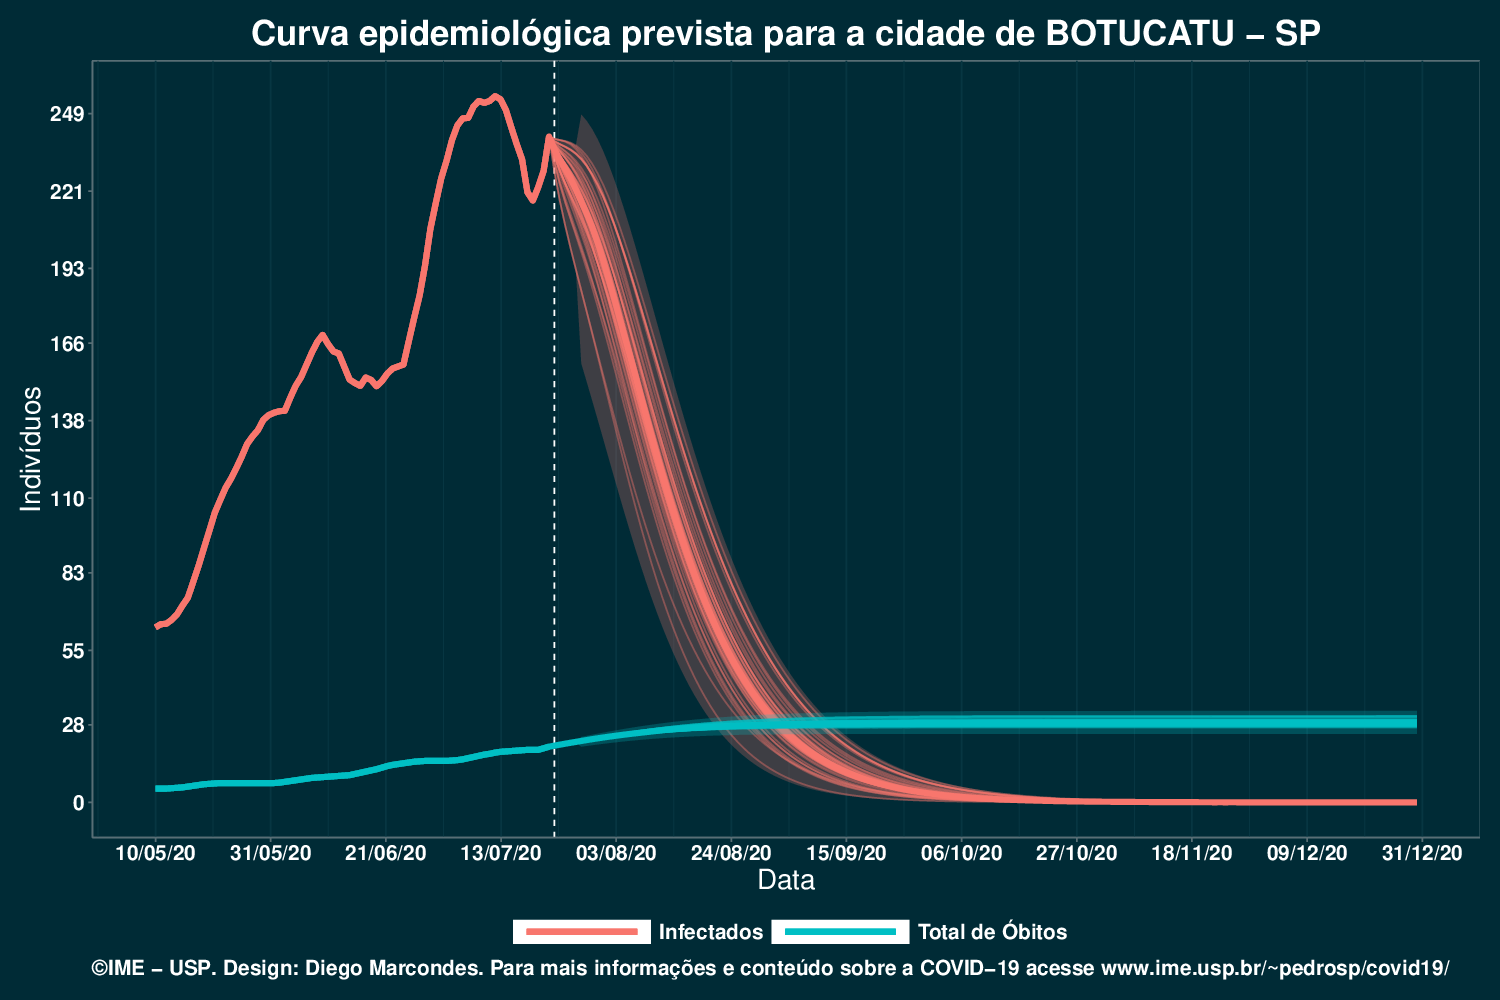 Curva epidemiológica prevista para a cidade de BOTUCATU – SP
249
221
193
166
138
110
83
55
28
0
Indivíduos
10/05/20 31/05/20 21/06/20 13/07/20 03/08/20 24/08/20 15/09/20 06/10/20 27/10/20 18/11/20 09/12/20 31/12/20
Data
Infectados Total de Óbitos
©IME – USP. Design: Diego Marcondes. Para mais informações e conteúdo sobre a COVID–19 acesse www.ime.usp.br/~pedrosp/covid19/